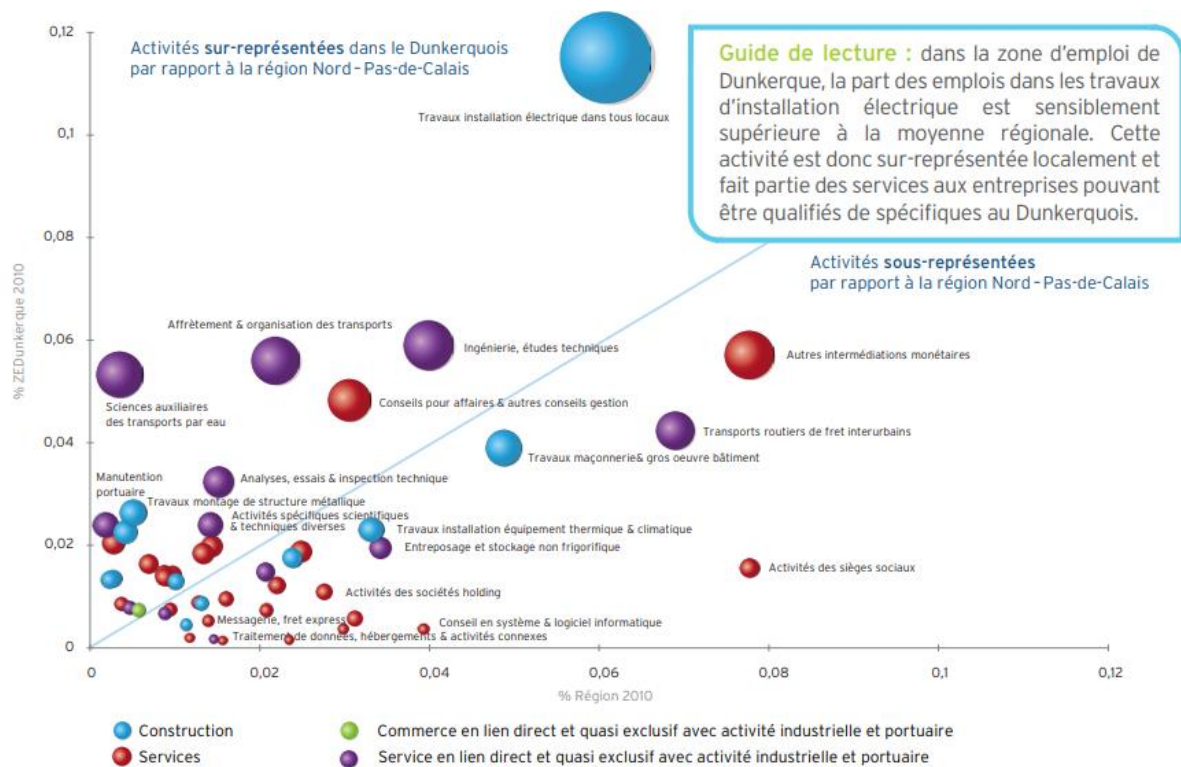 0,12
Activités sur-représentées dans le Dunkerquois
par rapport à la région Nord – Pas-de-Calais
Guide de lecture : dans la zone d'emploi de
Dunkerque, la part des emplois dans les travaux
d'installation électrique est sensiblement
supérieure à la moyenne régionale. Cette
activité est donc sur-représentée localement et
fait partie des services aux entreprises pouvant
être qualifiés de spécifiques au Dunkerquois.
Travaux installation électrique dans tous locaux
0,1
0,08
Activités sous-représentées
par rapport à la région Nord – Pas-de-Calais
% ZEDunkerque 2010
0,06
Affrètement & organisation des transports
Ingénierie, études techniques
Autres intermédiations monétaires
Sciences auxiliaires
des transports par eau
Conseils pour affaires & autres conseils gestion
0,04
Transports routiers de fret interurbains
Travaux maçonnerie& gros oeuvre bâtiment
Manutention
portuaire
Analyses, essais & inspection technique
Travaux montage de structure métallique
Activités spécifiques scientifiques
& techniques diverses
Travaux installation équipement thermique & climatique
0,02
Entreposage et stockage non frigorifique
Activités des sièges sociaux
Activités des sociétés holding
Messagerie, fret express
Conseil en système & logiciel informatique
Traitement de données, hébergements & activités connexes
0
0
0,02
0,04
0,06
0,08
0,1
0,12
% Région 2010
Construction
Commerce en lien direct et quasi exclusif avec activité industrielle et portuaire
Services
Service en lien direct et quasi exclusif avec activité industrielle et portuaire